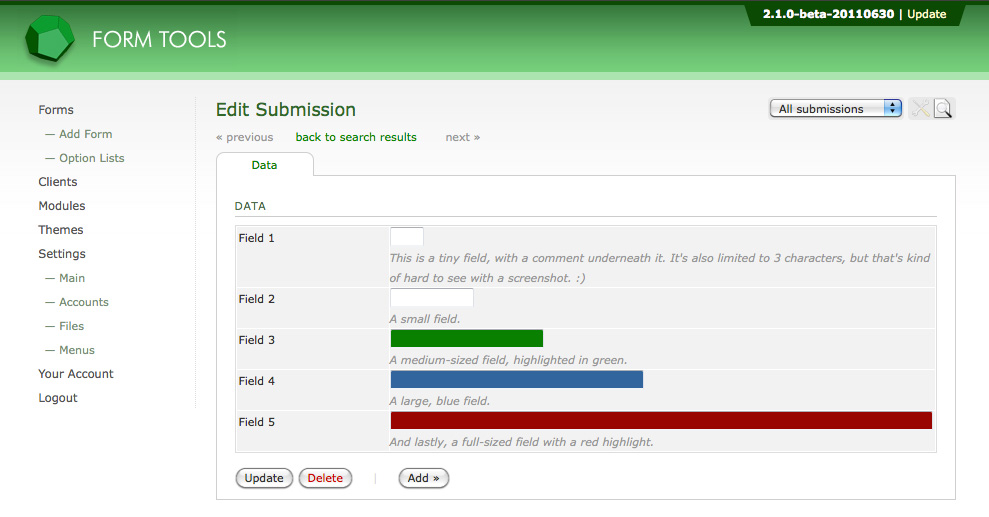 2.1.0-beta-20110630 | Update
FORM TOOLS
Forms
— Add Form
— Option Lists
Clients
Modules
Themes
Settings
— Main
— Accounts
— Files
— Menus
Your Account
Logout
Edit Submission
All submissions
« previous back to search results next »
Data
DATA
Field 1
This is a tiny field, with a comment underneath it. It's also limited to 3 characters, but that's kind
of hard to see with a screenshot. :)
Field 2
A small field.
Field 3
A medium-sized field, highlighted in green.
Field 4
A large, blue field.
Field 5
And lastly, a full-sized field with a red highlight.
Update Delete | Add »